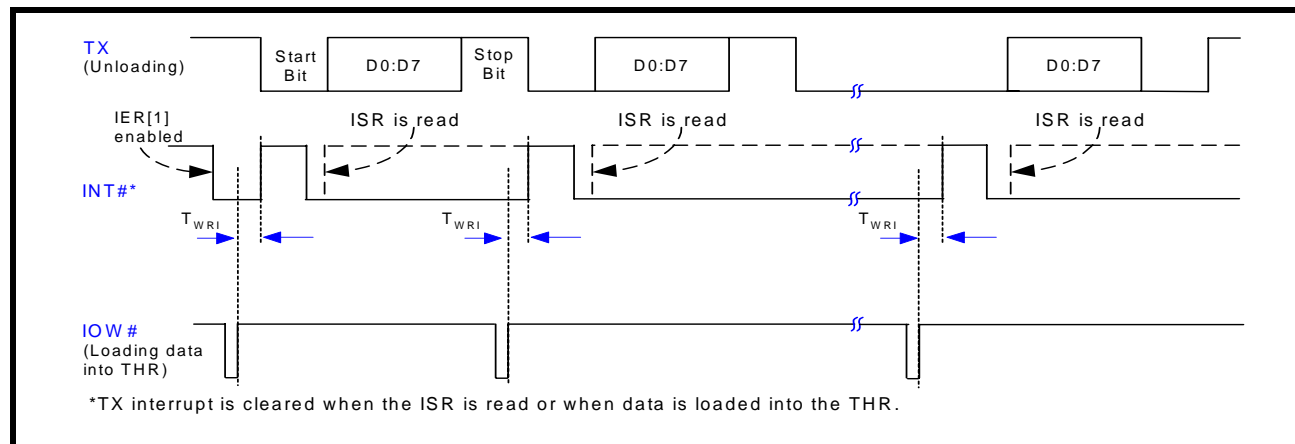 TX
(Unloading)
Start
Bit
D0:D7
Stop
Bit
D0:D7
D0:D7
IER[1]
enabled
ISR is read
ISR is read
ISR is read
INT#*
TWRI
TWRI
TWRI
IOW#
(Loading data
into THR)
*TX interrupt is cleared when the ISR is read or when data is loaded into the THR.